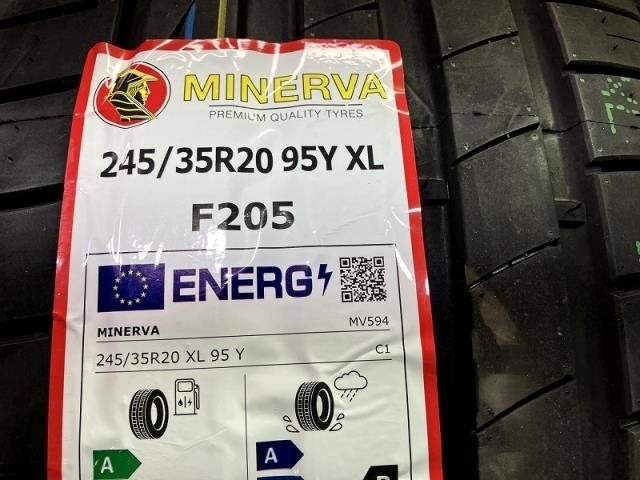 MINERVA
PREMIUM QUALITY TYRES
245/35R20 95Y XL
F205
ENERG
MINERVA MV594
245/35R20 XL 95 Y C1
A A